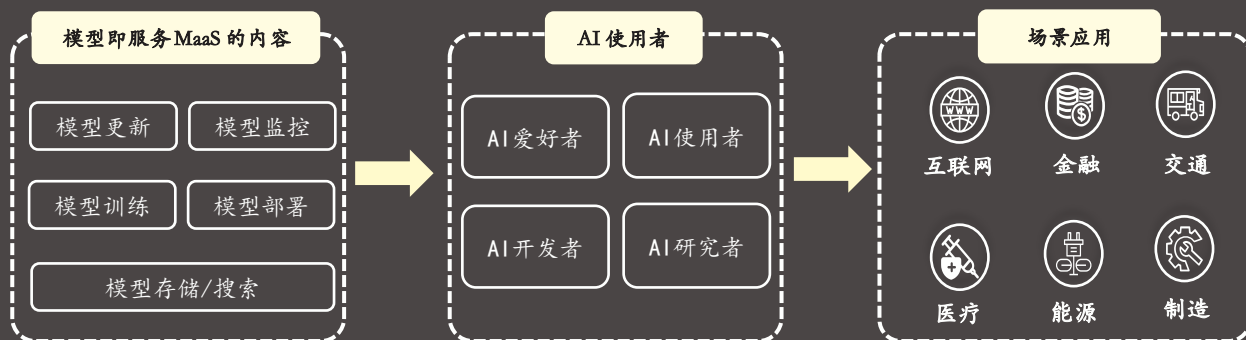 模型即服务MaaS的内容
模型更新
模型监控
模型训练
模型部署
模型存储/搜索
AI使用者
AI爱好者
AI使用者
AI开发者
AI研究者
场景应用
WWW
互联网
$
金融
交通
医疗
能源
制造